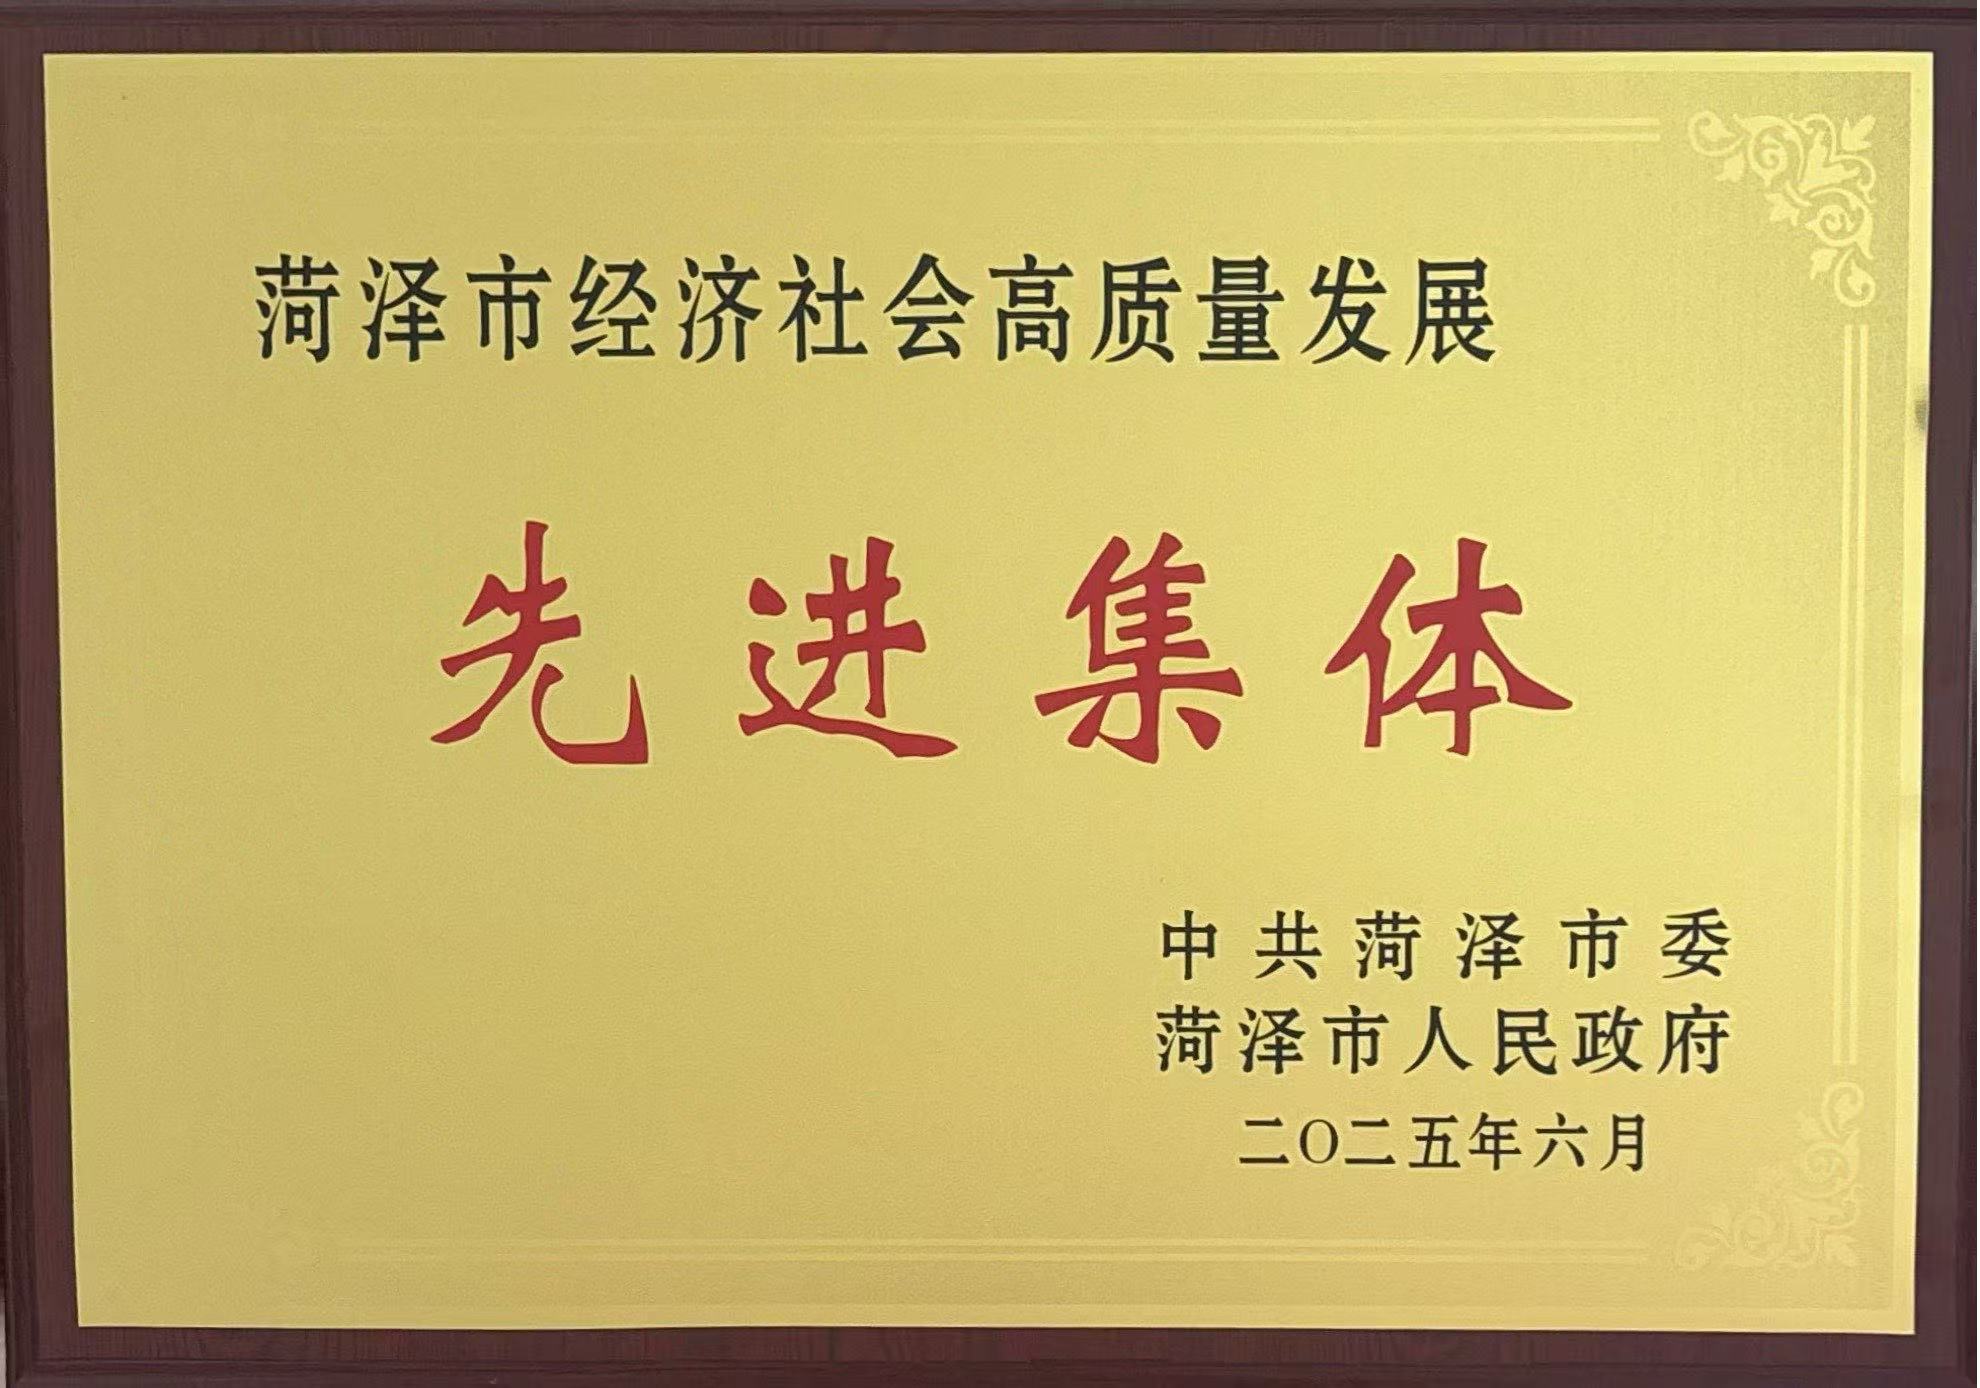 菏泽市经济社会高质量发展
先进集体
中共菏泽市委
菏泽市人民政府
二〇二五年六月